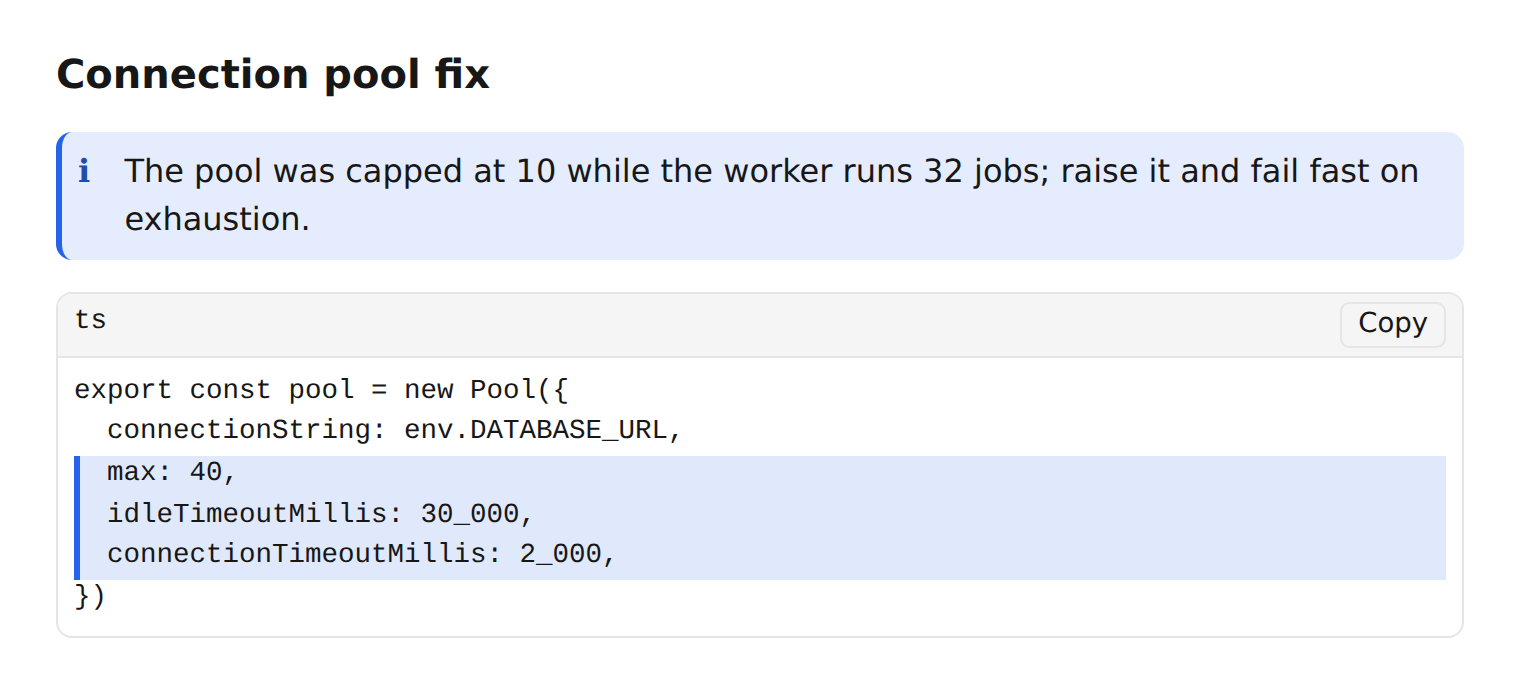 Connection pool fix
i The pool was capped at 10 while the worker runs 32 jobs; raise it and fail fast on
exhaustion.
ts Copy
export const pool = new Pool({
  connectionString: env.DATABASE_URL,
  max: 40,
  idleTimeoutMillis: 30_000,
  connectionTimeoutMillis: 2_000,
})